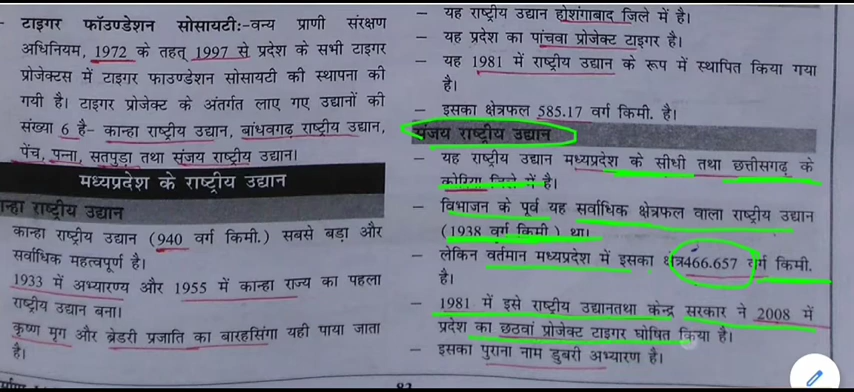 - टाइगर फॉउण्डेशन सोसायटी:-वन्य प्राणी संरक्षण
अधिनियम, 1972 के तहत् 1997 से प्रदेश के सभी टाइगर
प्रोजेक्टस में टाइगर फाउण्डेशन सोसायटी की स्थापना की
गयी है। टाइगर प्रोजेक्ट के अंतर्गत लाए गए उद्यानों की
संख्या 6 है- कान्हा राष्ट्रीय उद्यान, बांधवगढ़ राष्ट्रीय उद्यान,
पेंच, पन्ना, सतपुड़ा तथा संजय राष्ट्रीय उद्यान।
मध्यप्रदेश के राष्ट्रीय उद्यान
ान्हा राष्ट्रीय उद्यान
कान्हा राष्ट्रीय उद्यान (940 वर्ग किमी.) सबसे बड़ा और
सर्वाधिक महत्वपूर्ण है।
1933 में अभ्यारण्य और 1955 में कान्हा राज्य का पहला
राष्ट्रीय उद्यान बना।
कृष्ण मृग और ब्रेडरी प्रजाति का बारहसिंगा यही पाया जाता
है।
- यह राष्ट्रीय उद्यान होशंगाबाद जिले में है।
- यह प्रदेश का पांचवा प्रोजेक्ट टाइगर है।
- यह 1981 में राष्ट्रीय उद्यान के रूप में स्थापित किया गया
है।
- इसका क्षेत्रफल 585.17 वर्ग किमी. है।
संजय राष्ट्रीय उद्यान
- यह राष्ट्रीय उद्यान मध्यप्रदेश के सीधी तथा छत्तीसगढ़ के
कोरिया जिले में है।
- विभाजन के पूर्व यह सर्वाधिक क्षेत्रफल वाला राष्ट्रीय उद्यान
(1938 वर्ग किमी.) था।
- लेकिन वर्तमान मध्यप्रदेश में इसका क्षेत्र466.657 वर्ग किमी.
है।
- 1981 में इसे राष्ट्रीय उद्यानतथा केन्द्र सरकार ने 2008 में
प्रदेश का छठवां प्रोजेक्ट टाइगर घोषित किया है।
- इसका पुराना नाम डुबरी अभ्यारण है।